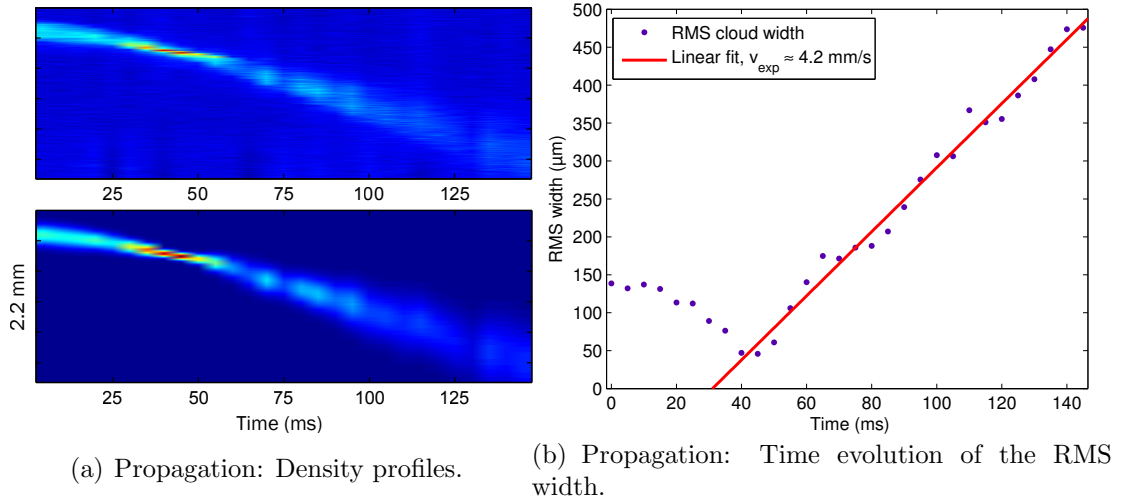 25 50 75 100 125
2.2 mm
25 50 75 100 125
Time (ms)
(a) Propagation: Density profiles.
500
450
400
350
300
250
200
150
100
50
0
RMS width (µm)
RMS cloud width
Linear fit, v_exp ≈ 4.2 mm/s
0 20 40 60 80 100 120 140
Time (ms)
(b) Propagation: Time evolution of the RMS
width.